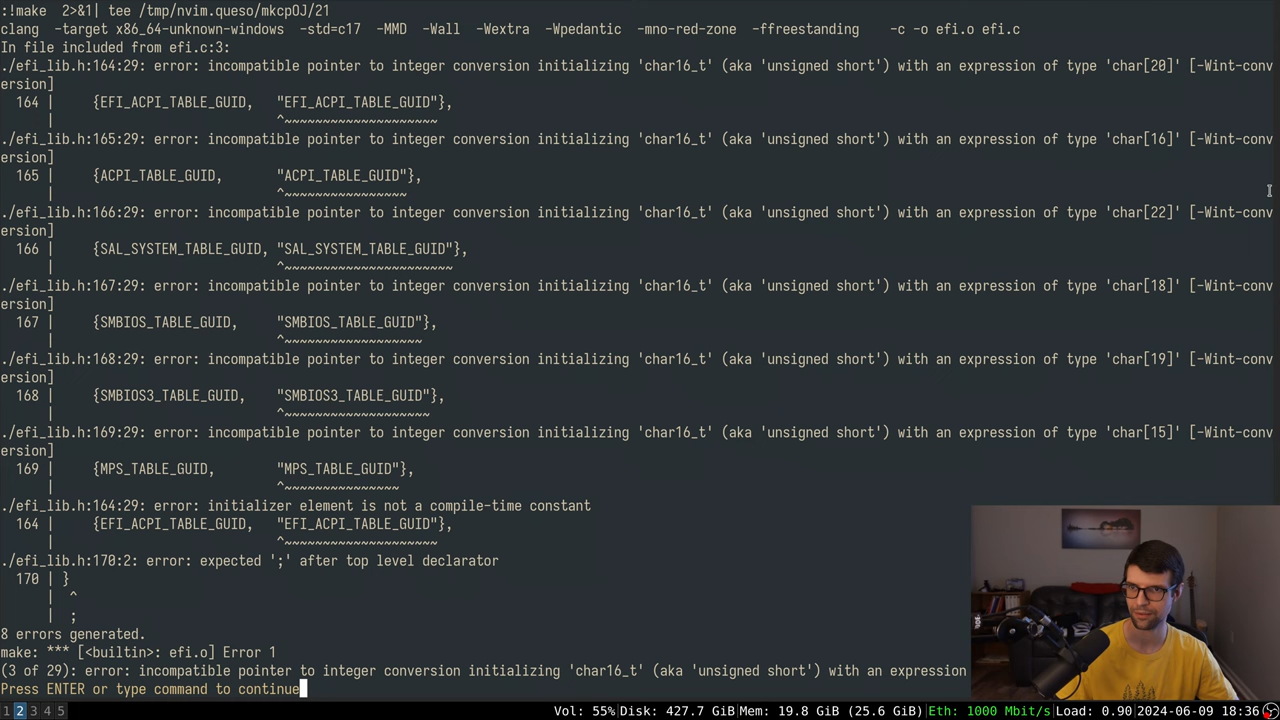 :!make  2>&1| tee /tmp/nvim.queso/mkcpOJ/21
clang  -target x86_64-unknown-windows  -std=c17  -MMD  -Wall  -Wextra  -Wpedantic  -mno-red-zone  -ffreestanding    -c -o efi.o efi.c
In file included from efi.c:3:
./efi_lib.h:164:29: error: incompatible pointer to integer conversion initializing 'char16_t' (aka 'unsigned short') with an expression of type 'char[20]' [-Wint-conv
ersion]
  164 |     {EFI_ACPI_TABLE_GUID,   "EFI_ACPI_TABLE_GUID"},
      |                             ^~~~~~~~~~~~~~~~~~~~~
./efi_lib.h:165:29: error: incompatible pointer to integer conversion initializing 'char16_t' (aka 'unsigned short') with an expression of type 'char[16]' [-Wint-conv
ersion]
  165 |     {ACPI_TABLE_GUID,       "ACPI_TABLE_GUID"},
      |                             ^~~~~~~~~~~~~~~~~
./efi_lib.h:166:29: error: incompatible pointer to integer conversion initializing 'char16_t' (aka 'unsigned short') with an expression of type 'char[22]' [-Wint-conv
ersion]
  166 |     {SAL_SYSTEM_TABLE_GUID, "SAL_SYSTEM_TABLE_GUID"},
      |                             ^~~~~~~~~~~~~~~~~~~~~~~
./efi_lib.h:167:29: error: incompatible pointer to integer conversion initializing 'char16_t' (aka 'unsigned short') with an expression of type 'char[18]' [-Wint-conv
ersion]
  167 |     {SMBIOS_TABLE_GUID,     "SMBIOS_TABLE_GUID"},
      |                             ^~~~~~~~~~~~~~~~~~~
./efi_lib.h:168:29: error: incompatible pointer to integer conversion initializing 'char16_t' (aka 'unsigned short') with an expression of type 'char[19]' [-Wint-conv
ersion]
  168 |     {SMBIOS3_TABLE_GUID,    "SMBIOS3_TABLE_GUID"},
      |                             ^~~~~~~~~~~~~~~~~~~~
./efi_lib.h:169:29: error: incompatible pointer to integer conversion initializing 'char16_t' (aka 'unsigned short') with an expression of type 'char[15]' [-Wint-conv
ersion]
  169 |     {MPS_TABLE_GUID,        "MPS_TABLE_GUID"},
      |                             ^~~~~~~~~~~~~~~~
./efi_lib.h:164:29: error: initializer element is not a compile-time constant
  164 |     {EFI_ACPI_TABLE_GUID,   "EFI_ACPI_TABLE_GUID"},
      |                             ^~~~~~~~~~~~~~~~~~~~~
./efi_lib.h:170:2: error: expected ';' after top level declarator
  170 | }
      |  ^
      |  ;
8 errors generated.
make: *** [<builtin>: efi.o] Error 1
(3 of 29): error: incompatible pointer to integer conversion initializing 'char16_t' (aka 'unsigned short') with an expression
Press ENTER or type command to continue
1 2 3 4 5 Vol: 55%|Disk: 427.7 GiB|Mem: 19.8 GiB (25.6 GiB)|Eth: 1000 Mbit/s|Load: 0.90|2024-06-09 18:36